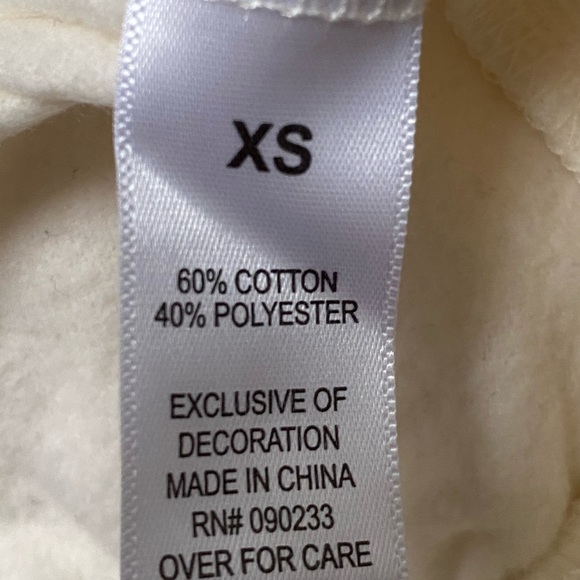 XS
60% COTTON
40% POLYESTER
EXCLUSIVE OF
DECORATION
MADE IN CHINA
RN# 090233
OVER FOR CARE